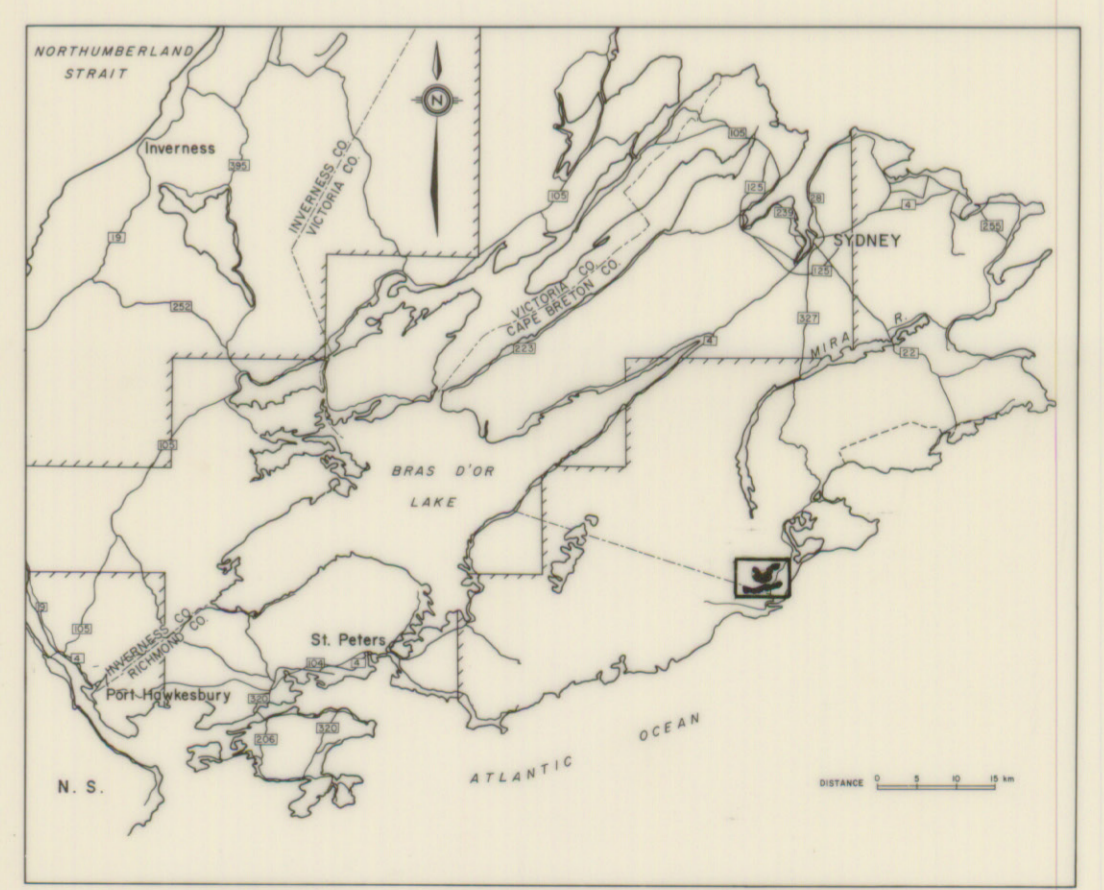 NORTHUMBERLAND
STRAIT
N
Inverness
395
INVERNESS CO.
VICTORIA CO.
105
105
125
28
239
4
255
19
SYDNEY
125
252
VICTORIA CO.
CAPE BRETON CO.
327
223
4
MIRA R.
22
105
BRAS D'OR
LAKE
105
INVERNESS CO.
RICHMOND CO.
4
St. Peters
104
4
Port Hawkesbury
320
206
320
ATLANTIC OCEAN
N. S.
DISTANCE 0 5 10 15 km